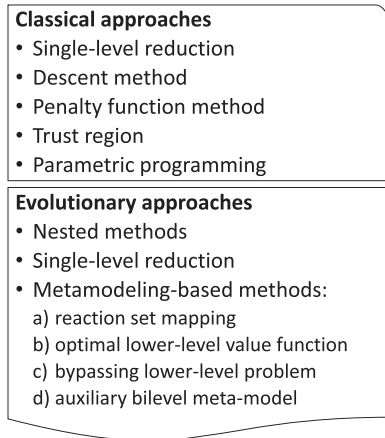 Classical approaches
• Single-level reduction
• Descent method
• Penalty function method
• Trust region
• Parametric programming
Evolutionary approaches
• Nested methods
• Single-level reduction
• Metamodeling-based methods:
a) reaction set mapping
b) optimal lower-level value function
c) bypassing lower-level problem
d) auxiliary bilevel meta-model